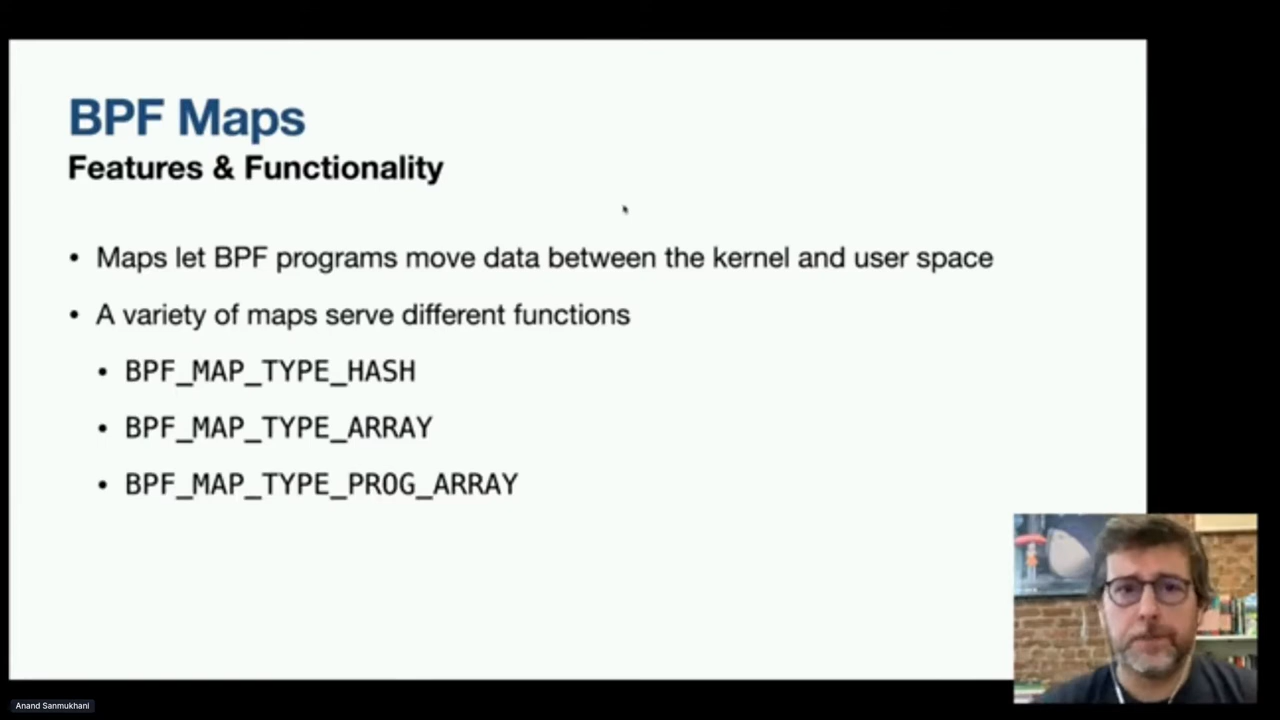 BPF Maps
Features & Functionality
• Maps let BPF programs move data between the kernel and user space
• A variety of maps serve different functions
• BPF_MAP_TYPE_HASH
• BPF_MAP_TYPE_ARRAY
• BPF_MAP_TYPE_PROG_ARRAY
Anand Sanmukhani